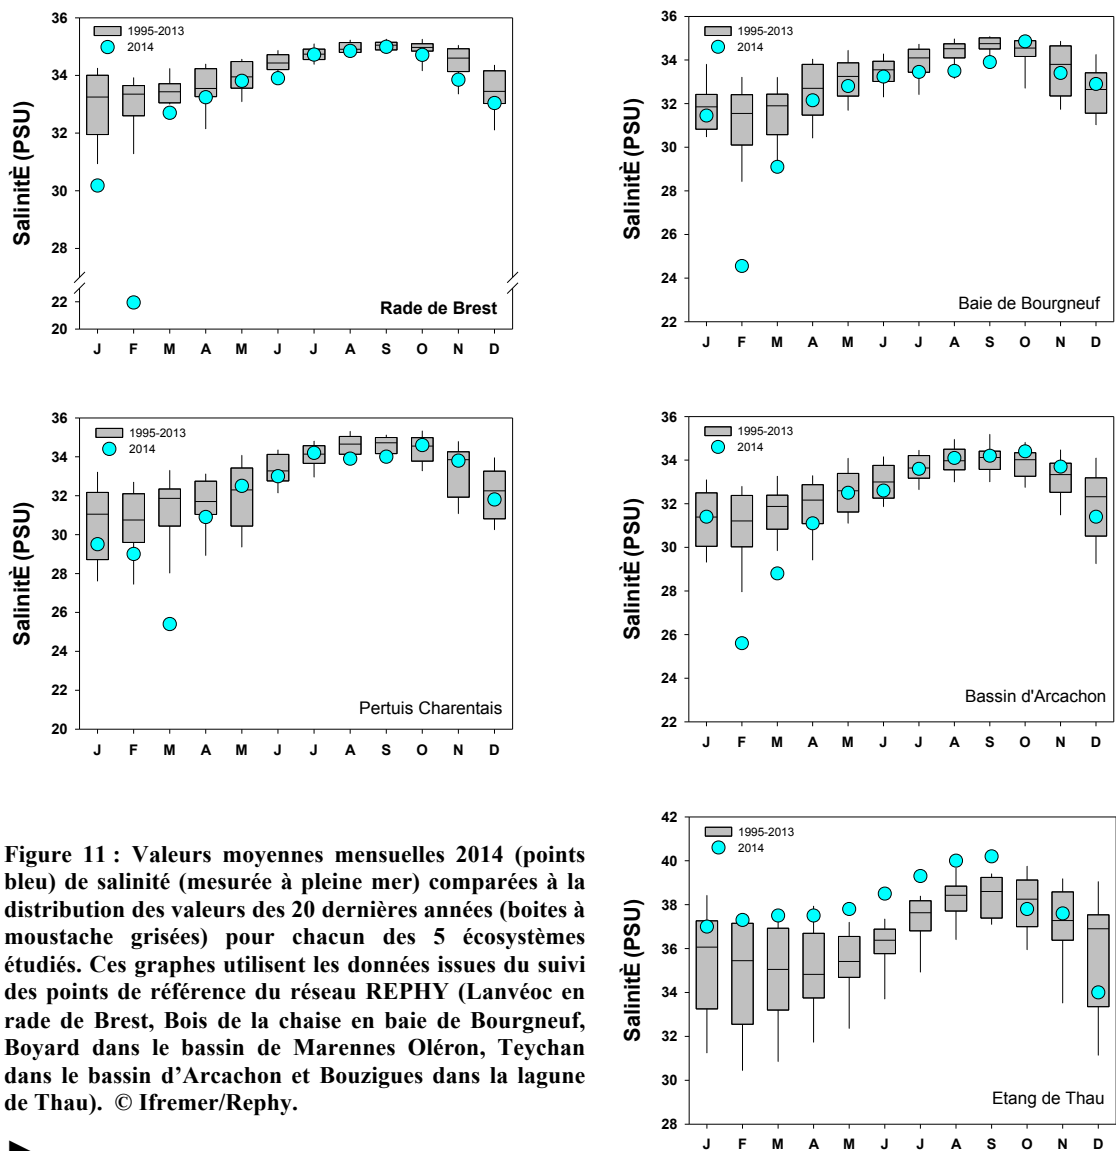 36
34
32
30
28
22
20
SalinitÈ (PSU)
1995-2013
2014
Rade de Brest
J F M A M J J A S O N D
36
34
32
30
28
26
24
22
SalinitÈ (PSU)
1995-2013
2014
Baie de Bourgneuf
J F M A M J J A S O N D
36
34
32
30
28
26
24
22
20
SalinitÈ (PSU)
1995-2013
2014
Pertuis Charentais
J F M A M J J A S O N D
36
34
32
30
28
26
24
22
SalinitÈ (PSU)
1995-2013
2014
Bassin d'Arcachon
J F M A M J J A S O N D
Figure 11 : Valeurs moyennes mensuelles 2014 (points
bleu) de salinité (mesurée à pleine mer) comparées à la
distribution des valeurs des 20 dernières années (boites à
moustache grisées) pour chacun des 5 écosystèmes
étudiés. Ces graphes utilisent les données issues du suivi
des points de référence du réseau REPHY (Lanvéoc en
rade de Brest, Bois de la chaise en baie de Bourgneuf,
Boyard dans le bassin de Marennes Oléron, Teychan
dans le bassin d’Arcachon et Bouzigues dans la lagune
de Thau). © Ifremer/Rephy.
42
40
38
36
34
32
30
28
SalinitÈ (PSU)
1995-2013
2014
Etang de Thau
J F M A M J J A S O N D